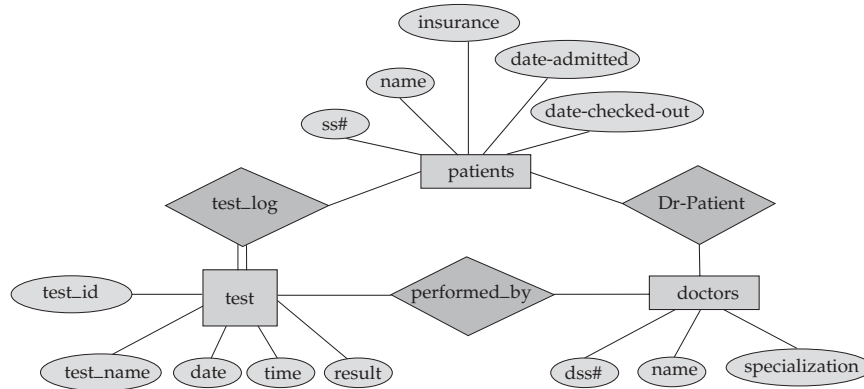 insurance
date-admitted
name
date-checked-out
ss#
patients
test_log
Dr-Patient
test_id
test
performed_by
doctors
test_name
date
time
result
dss#
name
specialization